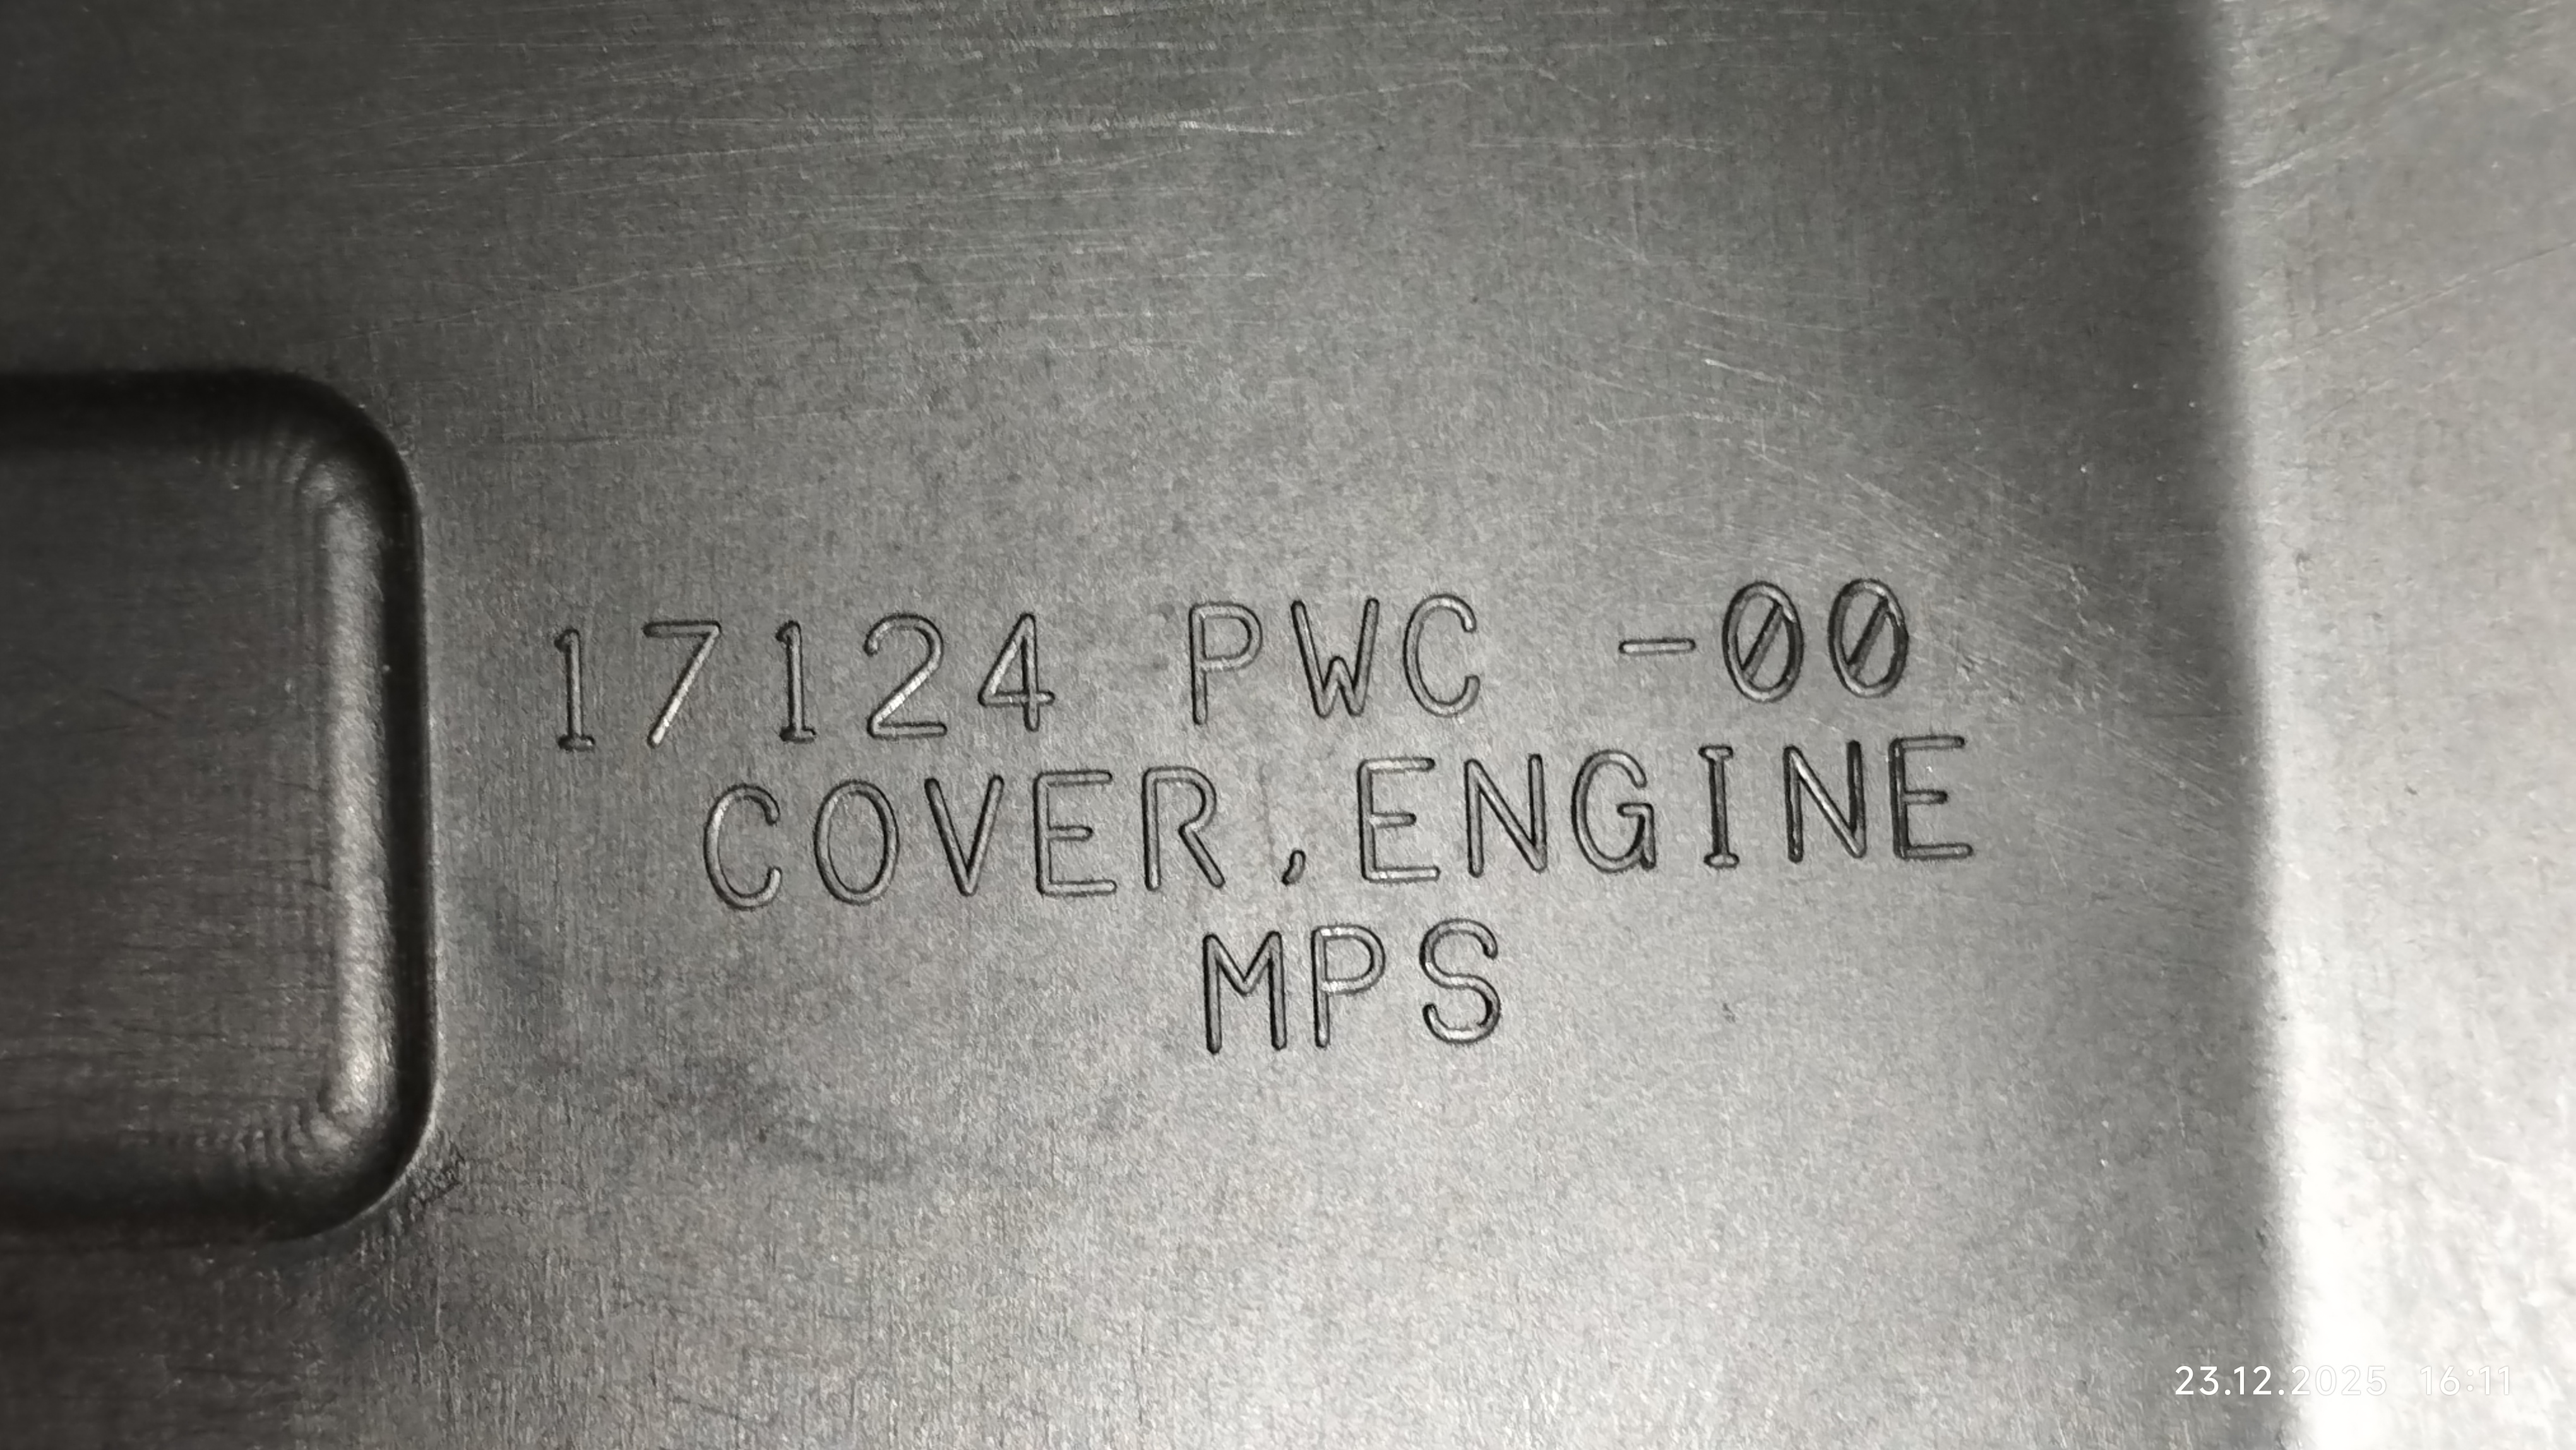 17124 PWC -00
COVER,ENGINE
MPS
23.12.2025 16:11